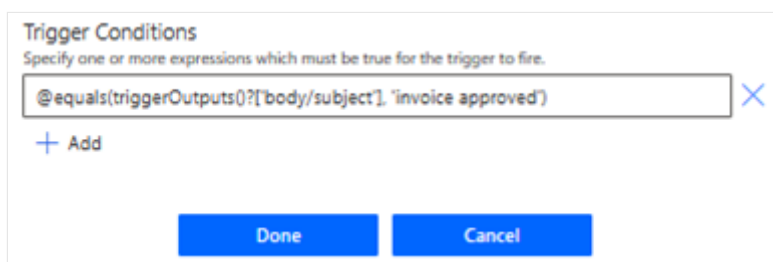 Trigger Conditions
Specify one or more expressions which must be true for the trigger to fire.
@equals(triggerOutputs()?['body/subject'], 'invoice approved')
Add
Done Cancel